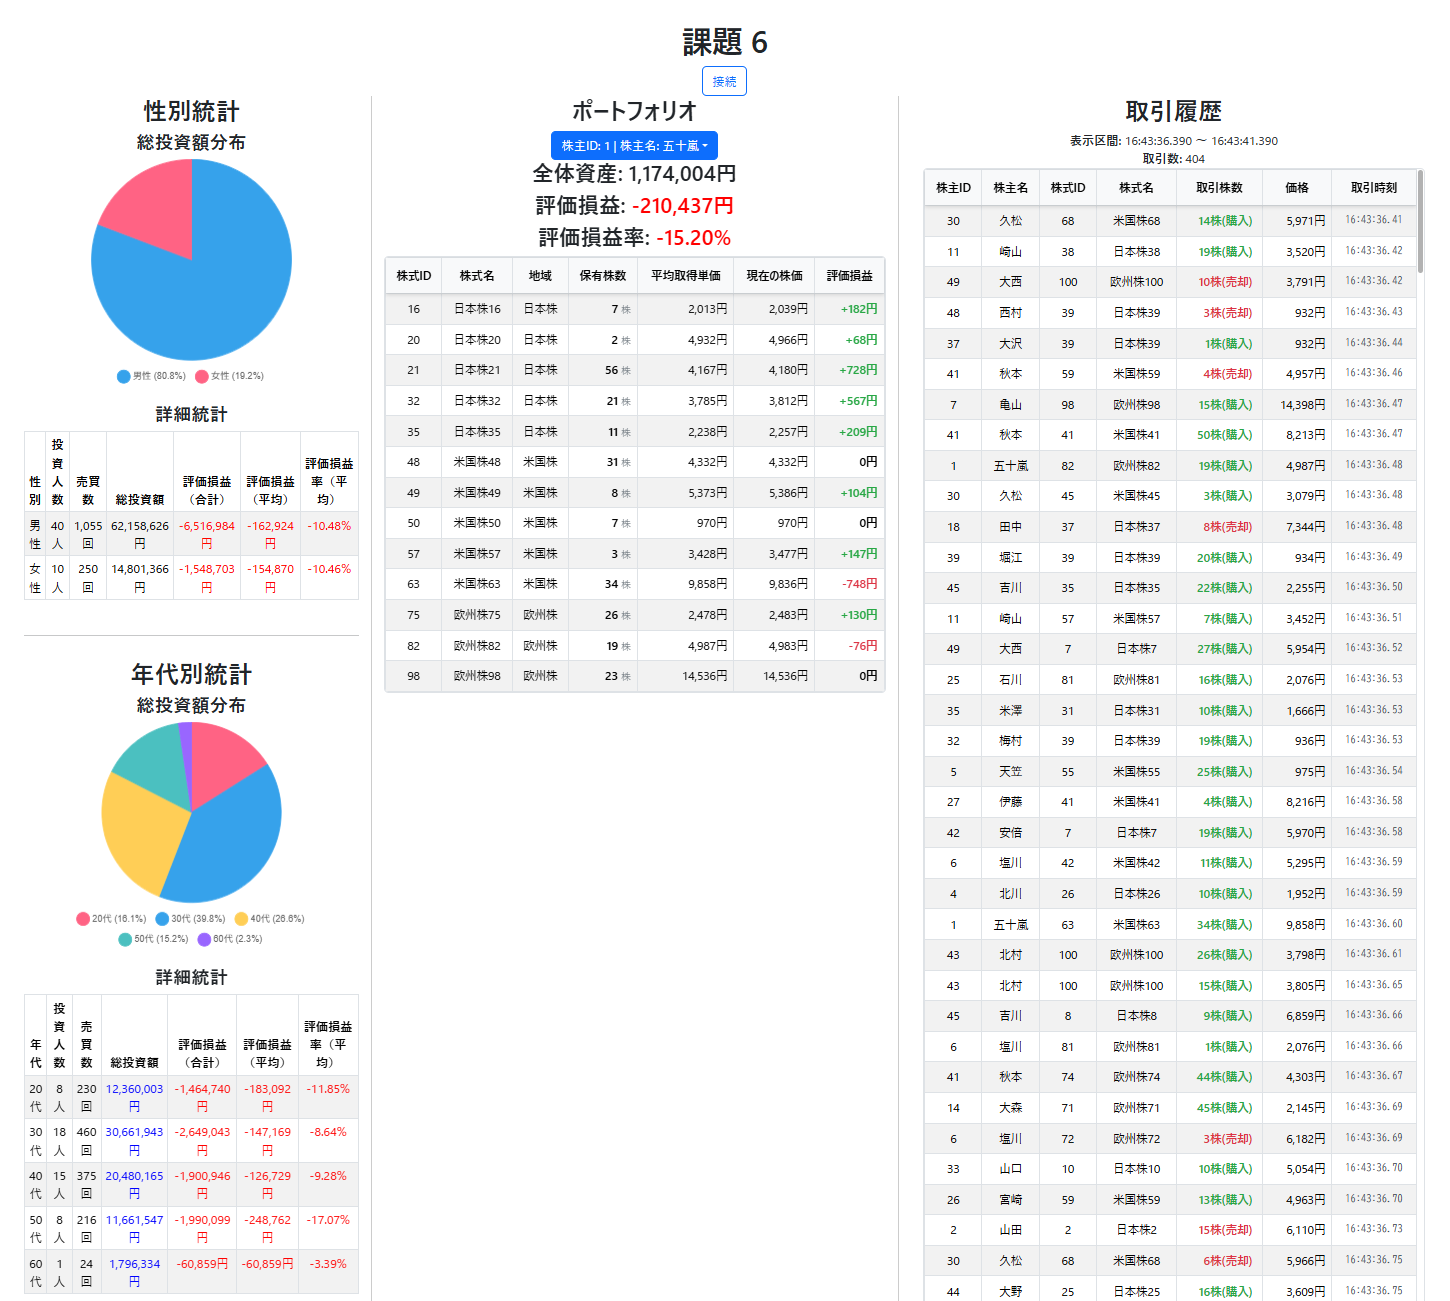 課題 6
接続
性別統計
総投資額分布
男性 (80.8%) 女性 (19.2%)
詳細統計
性別 投資人数 売買数 総投資額 評価損益（合計） 評価損益（平均） 評価損益率（平均）
男性 40人 1,055回 62,158,626円 -6,516,984円 -162,924円 -10.48%
女性 10人 250回 14,801,366円 -1,548,703円 -154,870円 -10.46%
年代別統計
総投資額分布
20代 (16.1%) 30代 (39.8%) 40代 (26.6%)
50代 (15.2%) 60代 (2.3%)
詳細統計
年代 投資人数 売買数 総投資額 評価損益（合計） 評価損益（平均） 評価損益率（平均）
20代 8人 230回 12,360,003円 -1,464,740円 -183,092円 -11.85%
30代 18人 460回 30,661,943円 -2,649,043円 -147,169円 -8.64%
40代 15人 375回 20,480,165円 -1,900,946円 -126,729円 -9.28%
50代 8人 216回 11,661,547円 -1,990,099円 -248,762円 -17.07%
60代 1人 24回 1,796,334円 -60,859円 -60,859円 -3.39%
ポートフォリオ
株主ID: 1 | 株主名: 五十嵐
全体資産: 1,174,004円
評価損益: -210,437円
評価損益率: -15.20%
株式ID 株式名 地域 保有株数 平均取得単価 現在の株価 評価損益
16 日本株16 日本株 7 株 2,013円 2,039円 +182円
20 日本株20 日本株 2 株 4,932円 4,966円 +68円
21 日本株21 日本株 56 株 4,167円 4,180円 +728円
32 日本株32 日本株 21 株 3,785円 3,812円 +567円
35 日本株35 日本株 11 株 2,238円 2,257円 +209円
48 米国株48 米国株 31 株 4,332円 4,332円 0円
49 米国株49 米国株 8 株 5,373円 5,386円 +104円
50 米国株50 米国株 7 株 970円 970円 0円
57 米国株57 米国株 3 株 3,428円 3,477円 +147円
63 米国株63 米国株 34 株 9,858円 9,836円 -748円
75 欧州株75 欧州株 26 株 2,478円 2,483円 +130円
82 欧州株82 欧州株 19 株 4,987円 4,983円 -76円
98 欧州株98 欧州株 23 株 14,536円 14,536円 0円
取引履歴
表示区間: 16:43:36.390 〜 16:43:41.390
取引数: 404
株主ID 株主名 株式ID 株式名 取引株数 価格 取引時刻
30 久松 68 米国株68 14株(購入) 5,971円 16:43:36.41
11 崎山 38 日本株38 19株(購入) 3,520円 16:43:36.42
49 大西 100 欧州株100 10株(売却) 3,791円 16:43:36.42
48 西村 39 日本株39 3株(売却) 932円 16:43:36.43
37 大沢 39 日本株39 1株(購入) 932円 16:43:36.44
41 秋本 59 米国株59 4株(売却) 4,957円 16:43:36.46
7 亀山 98 欧州株98 15株(購入) 14,398円 16:43:36.47
41 秋本 41 米国株41 50株(購入) 8,213円 16:43:36.47
1 五十嵐 82 欧州株82 19株(購入) 4,987円 16:43:36.48
30 久松 45 米国株45 3株(購入) 3,079円 16:43:36.48
18 田中 37 日本株37 8株(売却) 7,344円 16:43:36.48
39 堀江 39 日本株39 20株(購入) 934円 16:43:36.49
45 吉川 35 日本株35 22株(購入) 2,255円 16:43:36.50
11 崎山 57 米国株57 7株(購入) 3,452円 16:43:36.51
49 大西 7 日本株7 27株(購入) 5,954円 16:43:36.52
25 石川 81 欧州株81 16株(購入) 2,076円 16:43:36.53
35 米澤 31 日本株31 10株(購入) 1,666円 16:43:36.53
32 梅村 39 日本株39 19株(購入) 936円 16:43:36.53
5 天笠 55 米国株55 25株(購入) 975円 16:43:36.54
27 伊藤 41 米国株41 4株(購入) 8,216円 16:43:36.58
42 安倍 7 日本株7 19株(購入) 5,970円 16:43:36.58
6 塩川 42 米国株42 11株(購入) 5,295円 16:43:36.59
4 北川 26 日本株26 10株(購入) 1,952円 16:43:36.59
1 五十嵐 63 米国株63 34株(購入) 9,858円 16:43:36.60
43 北村 100 欧州株100 26株(購入) 3,798円 16:43:36.61
43 北村 100 欧州株100 15株(購入) 3,805円 16:43:36.65
45 吉川 8 日本株8 9株(購入) 6,859円 16:43:36.66
6 塩川 81 欧州株81 1株(購入) 2,076円 16:43:36.66
41 秋本 74 欧州株74 44株(購入) 4,303円 16:43:36.67
14 大森 71 欧州株71 45株(購入) 2,145円 16:43:36.69
6 塩川 72 欧州株72 3株(売却) 6,182円 16:43:36.69
33 山口 10 日本株10 10株(購入) 5,054円 16:43:36.70
26 宮崎 59 米国株59 13株(購入) 4,963円 16:43:36.70
2 山田 2 日本株2 15株(売却) 6,110円 16:43:36.73
30 久松 68 米国株68 6株(売却) 5,966円 16:43:36.75
44 大野 25 日本株25 16株(購入) 3,609円 16:43:36.75